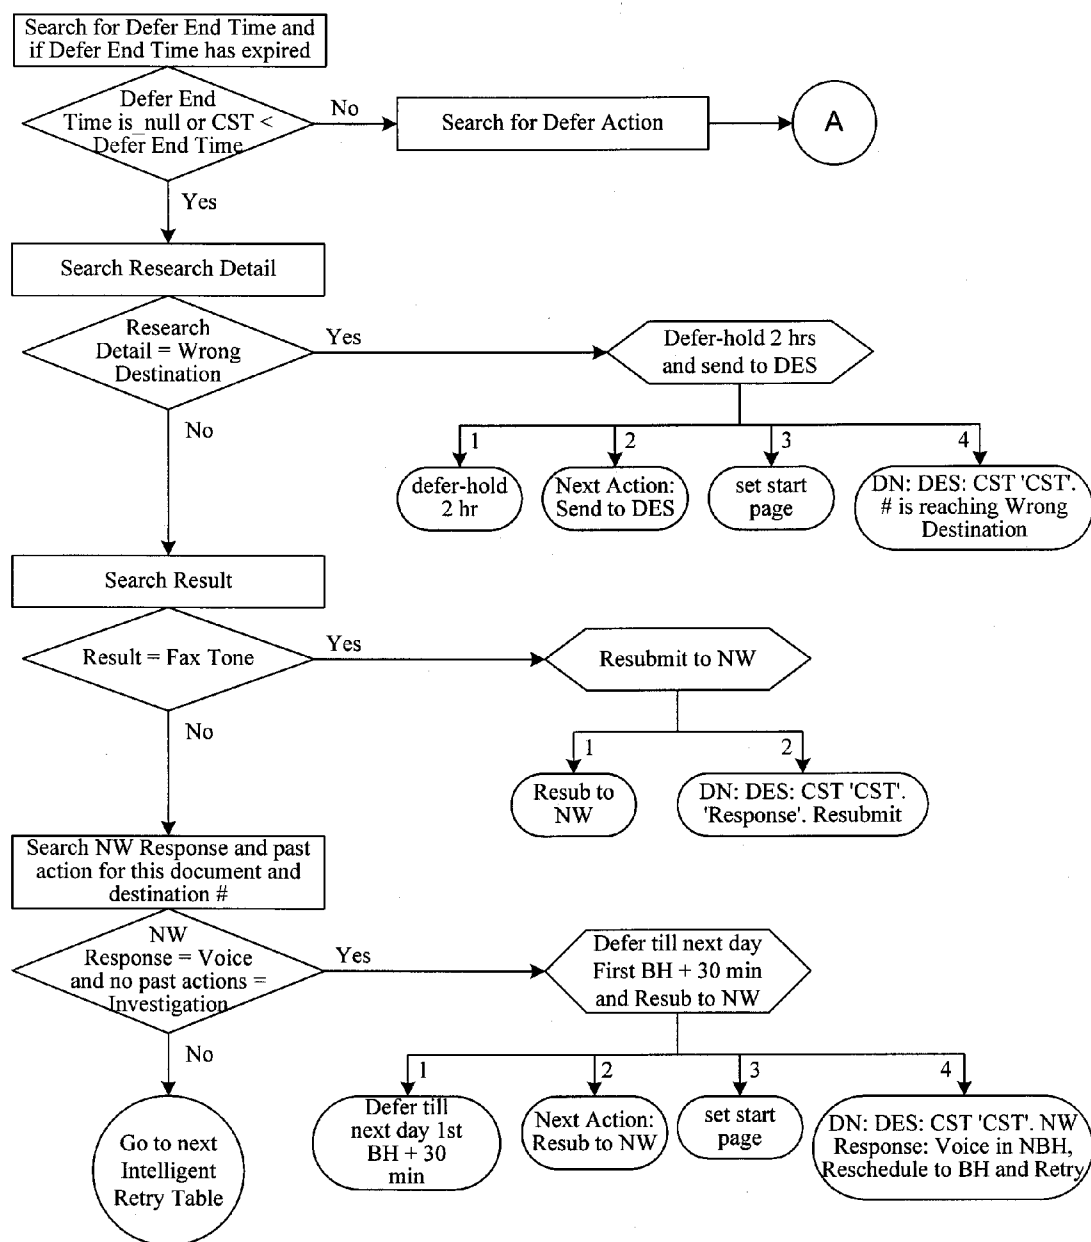 Search for Defer End Time and
if Defer End Time has expired
Defer End
Time is_null or CST <
Defer End Time
No
Search for Defer Action
A
Yes
Search Research Detail
Research
Detail = Wrong
Destination
Yes
Defer-hold 2 hrs
and send to DES
No
1
2
3
4
defer-hold
2 hr
Next Action:
Send to DES
set start
page
DN: DES: CST 'CST'.
# is reaching Wrong
Destination
Search Result
Result = Fax Tone
Yes
Resubmit to NW
No
1
2
Resub to
NW
DN: DES: CST 'CST'.
'Response'. Resubmit
Search NW Response and past
action for this document and
destination #
NW
Response = Voice
and no past actions =
Investigation
Yes
Defer till next day
First BH + 30 min
and Resub to NW
No
1
2
3
4
Defer till
next day 1st
BH + 30
min
Next Action:
Resub to NW
set start
page
DN: DES: CST 'CST'. NW
Response: Voice in NBH,
Reschedule to BH and Retry
Go to next
Intelligent
Retry Table